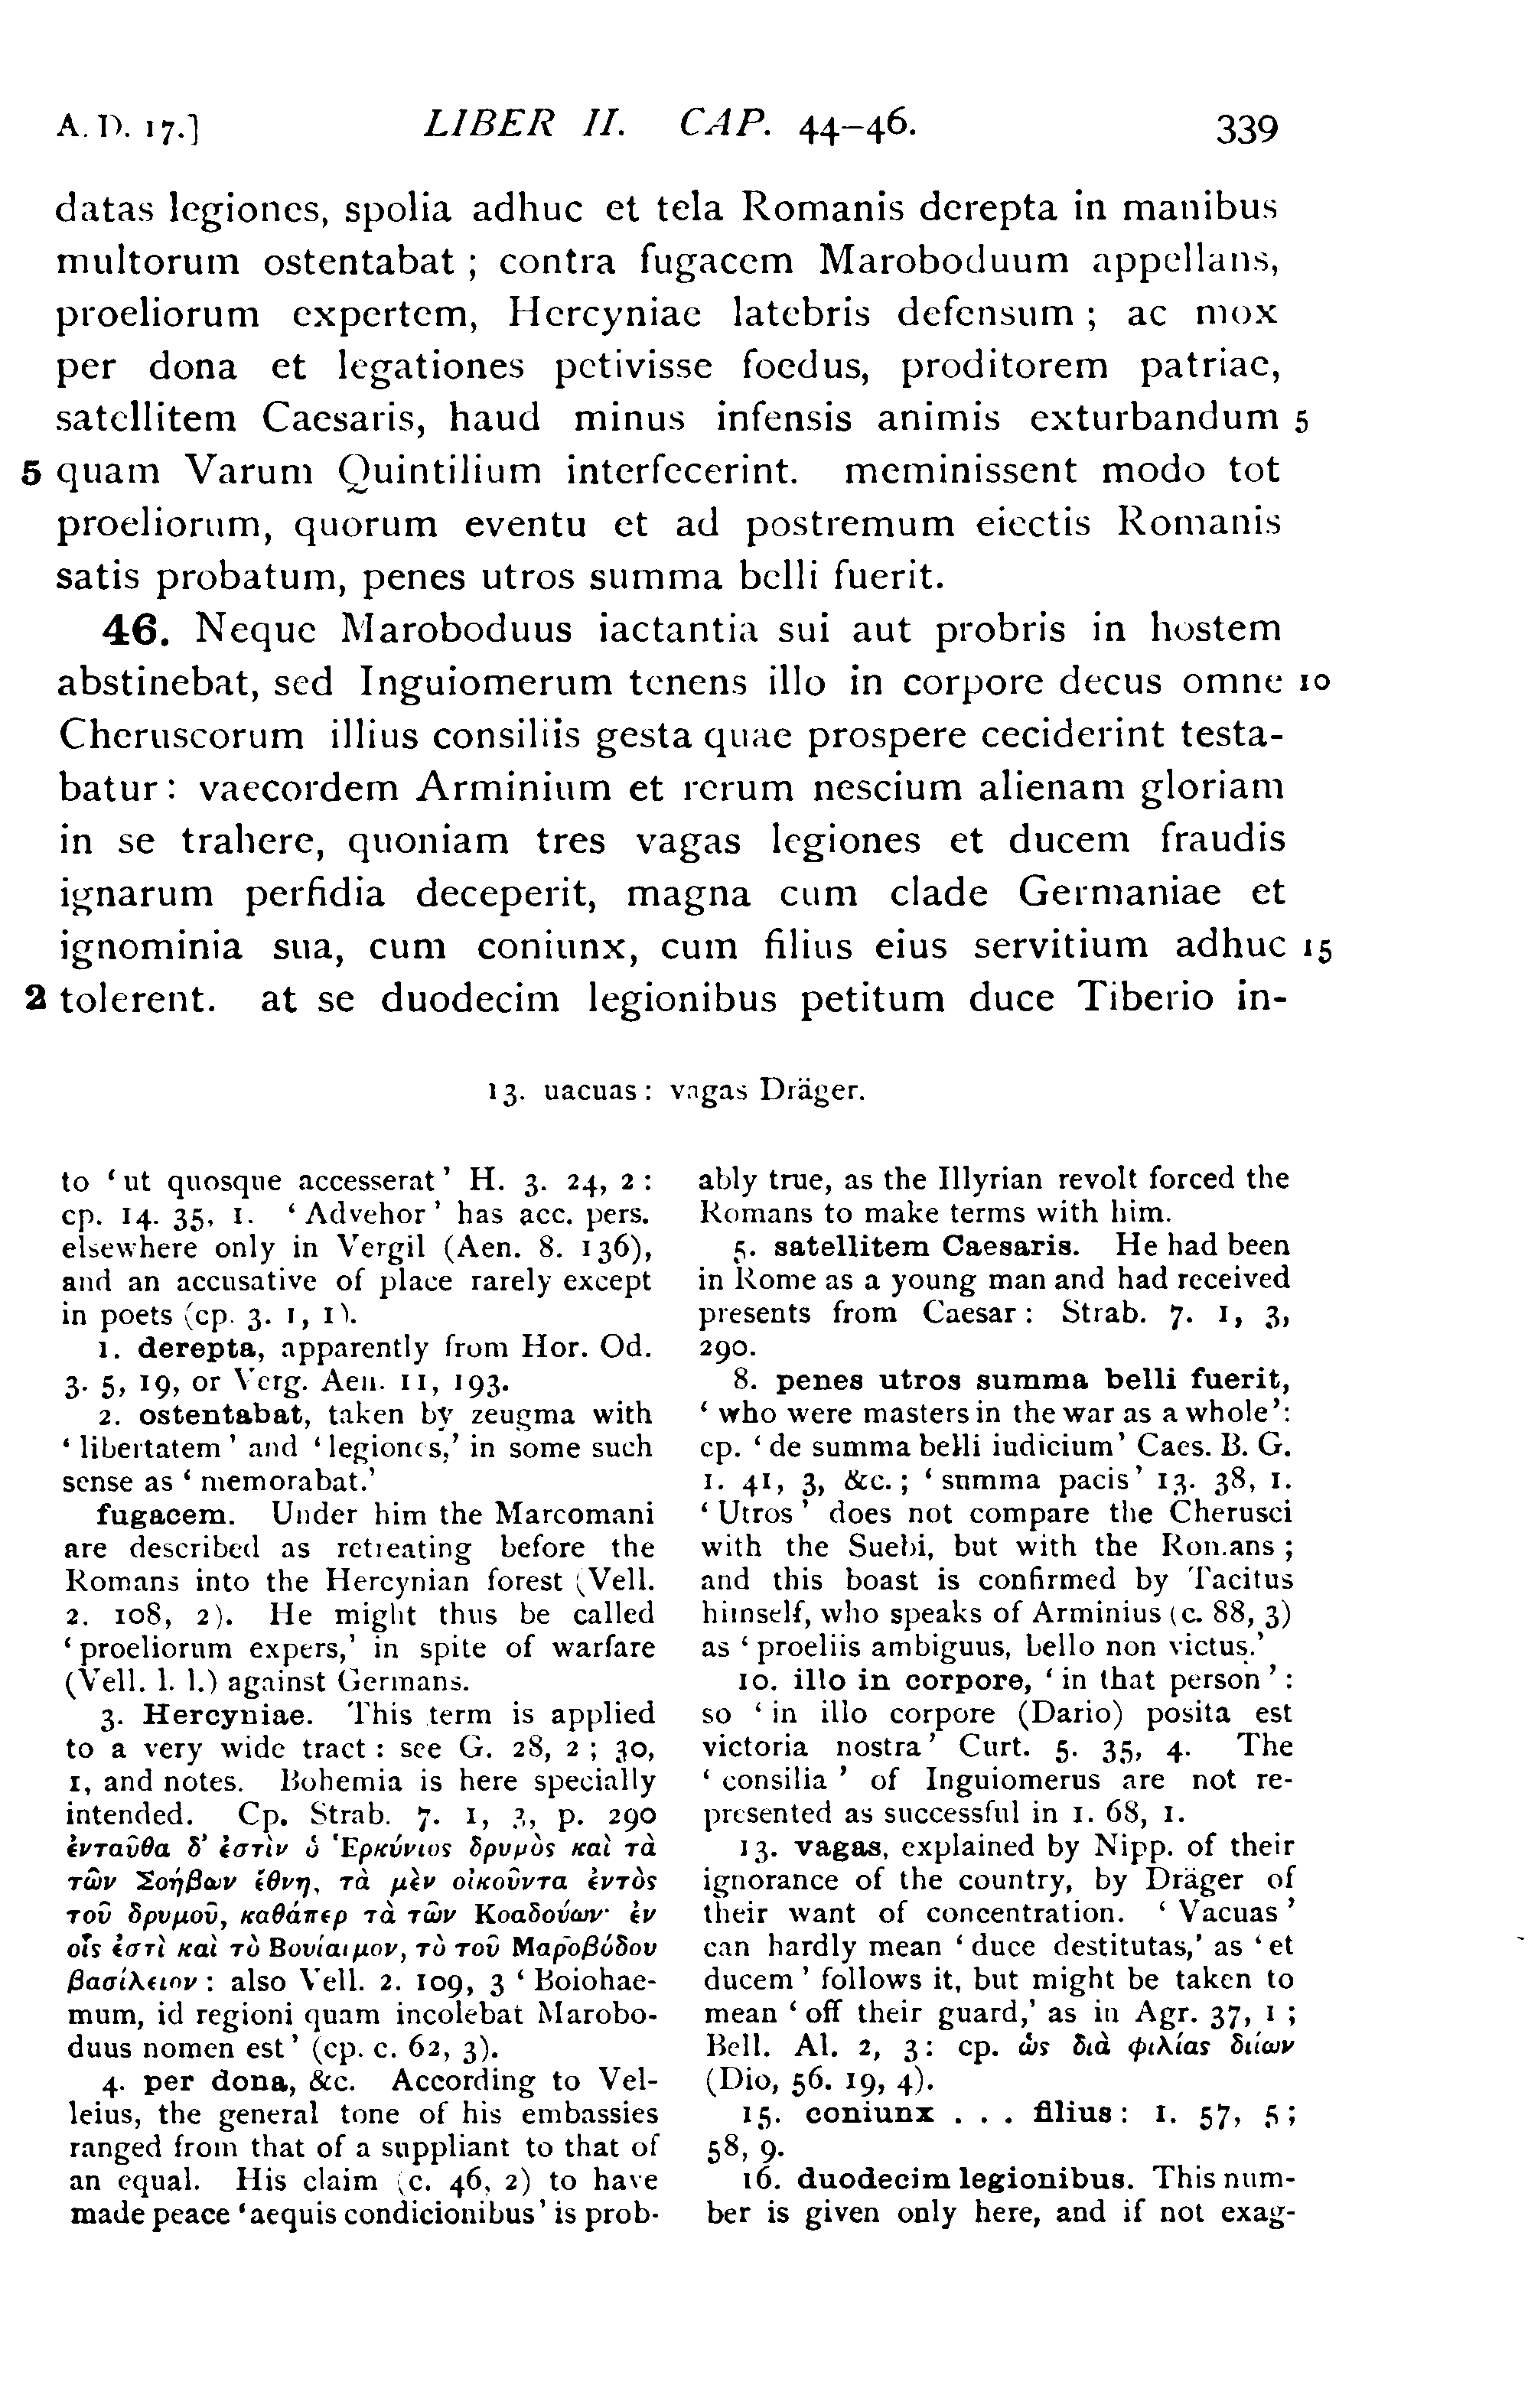 A. D. 17.] LIBER II. CAP. 44–46. 339
datas legiones, spolia adhuc et tela Romanis derepta in manibus
multorum ostentabat ; contra fugacem Maroboduum appellans,
proeliorum expertem, Hercyniae latebris defensum ; ac mox
per dona et legationes petivisse foedus, proditorem patriae,
satellitem Caesaris, haud minus infensis animis exturbandum 5
5 quam Varum Quintilium interfecerint. meminissent modo tot
proeliorum, quorum eventu et ad postremum eiectis Romanis
satis probatum, penes utros summa belli fuerit.
46. Neque Maroboduus iactantia sui aut probris in hostem
abstinebat, sed Inguiomerum tenens illo in corpore decus omne 10
Cheruscorum illius consiliis gesta quae prospere ceciderint testa-
batur : vaecordem Arminium et rerum nescium alienam gloriam
in se trahere, quoniam tres vagas legiones et ducem fraudis
ignarum perfidia deceperit, magna cum clade Germaniae et
ignominia sua, cum coniunx, cum filius eius servitium adhuc 15
2 tolerent. at se duodecim legionibus petitum duce Tiberio in-
13. uacuas : vagas Dräger.
to ‘ut quosque accesserat’ H. 3. 24, 2 :
cp. 14. 35, 1. ‘Advehor’ has acc. pers.
elsewhere only in Vergil (Aen. 8. 136),
and an accusative of place rarely except
in poets (cp. 3. 1, 1).
1. derepta, apparently from Hor. Od.
3. 5, 19, or Verg. Aen. 11, 193.
2. ostentabat, taken by zeugma with
‘libertatem’ and ‘legiones,’ in some such
sense as ‘memorabat.’
fugacem. Under him the Marcomani
are described as retreating before the
Romans into the Hercynian forest (Vell.
2. 108, 2). He might thus be called
‘proeliorum expers,’ in spite of warfare
(Vell. l. l.) against Germans.
3. Hercyniae. This term is applied
to a very wide tract : see G. 28, 2 ; 30,
1, and notes. Bohemia is here specially
intended. Cp. Strab. 7. 1, 3, p. 290
ἐνταῦθα δ’ ἐστὶν ὁ Ἑρκύνιος δρυμὸς καὶ τὰ
τῶν Σοήβων ἔθνη, τὰ μὲν οἰκοῦντα ἐντὸς
τοῦ δρυμοῦ, καθάπερ τὰ τῶν Κοαδούων· ἐν
οἷς ἐστὶ καὶ τὸ Βουίαιμον, τὸ τοῦ Μαροβόδου
βασίλειον : also Vell. 2. 109, 3 ‘Boiohae-
mum, id regioni quam incolebat Marobo-
duus nomen est’ (cp. c. 62, 3).
4. per dona, &c. According to Vel-
leius, the general tone of his embassies
ranged from that of a suppliant to that of
an equal. His claim (c. 46, 2) to have
made peace ‘aequis condicionibus’ is prob-
ably true, as the Illyrian revolt forced the
Romans to make terms with him.
5. satellitem Caesaris. He had been
in Rome as a young man and had received
presents from Caesar : Strab. 7. 1, 3,
290.
8. penes utros summa belli fuerit,
‘who were masters in the war as a whole’:
cp. ‘de summa belli iudicium’ Caes. B. G.
1. 41, 3, &c. ; ‘summa pacis’ 13. 38, 1.
‘Utros’ does not compare the Cherusci
with the Suebi, but with the Romans ;
and this boast is confirmed by Tacitus
himself, who speaks of Arminius (c. 88, 3)
as ‘proeliis ambiguus, bello non victus.’
10. illo in corpore, ‘in that person’ :
so ‘in illo corpore (Dario) posita est
victoria nostra’ Curt. 5. 35, 4. The
‘consilia’ of Inguiomerus are not re-
presented as successful in 1. 68, 1.
13. vagas, explained by Nipp. of their
ignorance of the country, by Dräger of
their want of concentration. ‘Vacuas’
can hardly mean ‘duce destitutas,’ as ‘et
ducem’ follows it, but might be taken to
mean ‘off their guard,’ as in Agr. 37, 1 ;
Bell. Al. 2, 3 : cp. ὡς διὰ φιλίας διιών
(Dio, 56. 19, 4).
15. coniunx . . . filius : 1. 57, 5 ;
58, 9.
16. duodecim legionibus. This num-
ber is given only here, and if not exag-